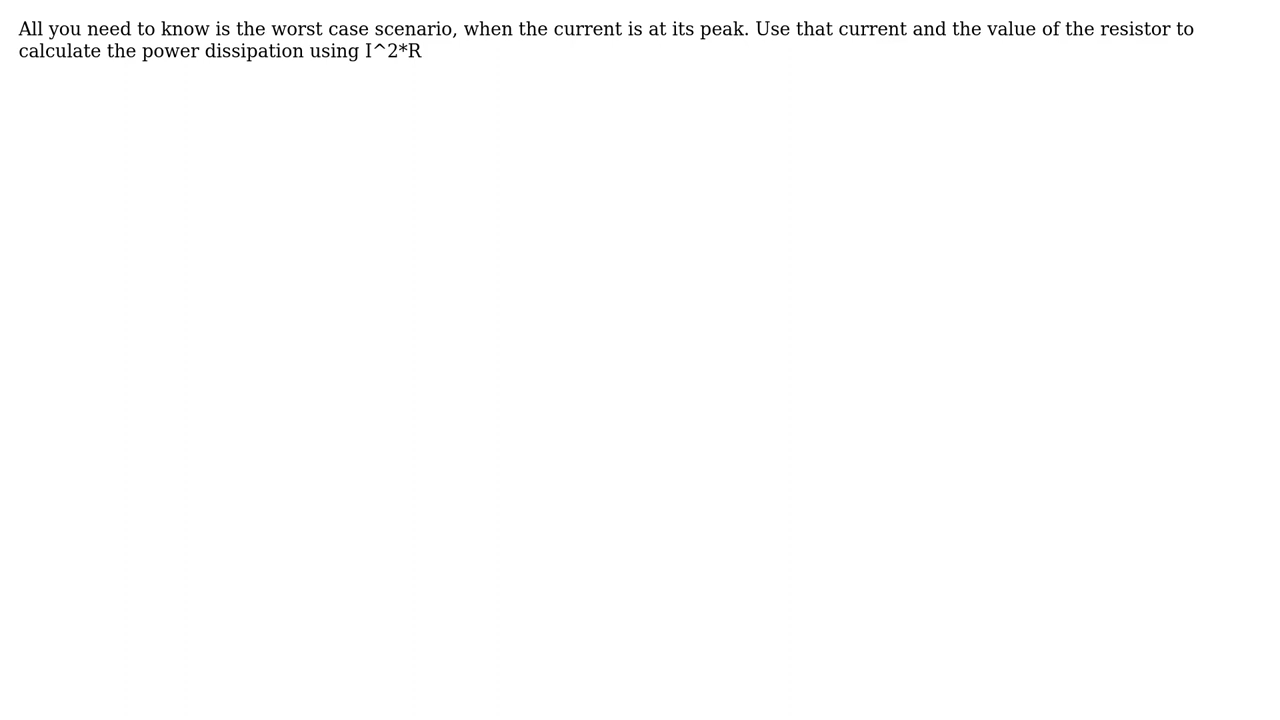 All you need to know is the worst case scenario, when the current is at its peak. Use that current and the value of the resistor to
calculate the power dissipation using I^2*R